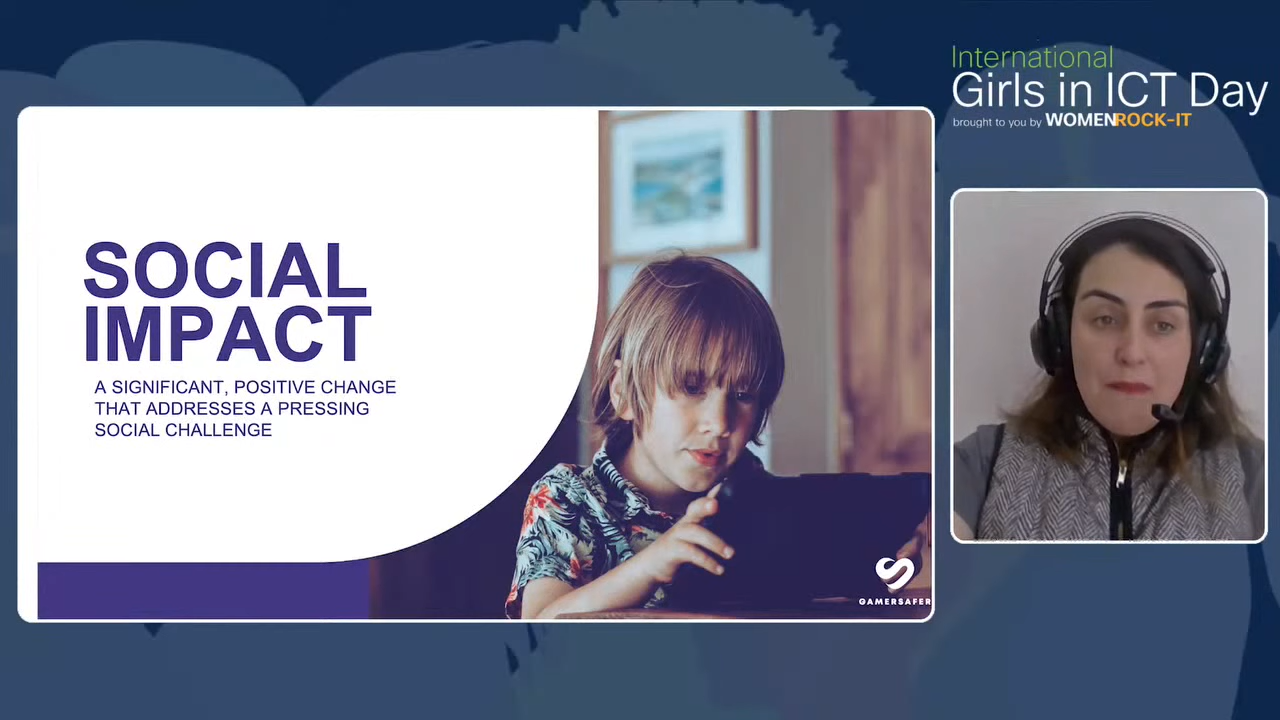 International
Girls in ICT Day
brought to you by WOMENROCK-IT
SOCIAL
IMPACT
A SIGNIFICANT, POSITIVE CHANGE
THAT ADDRESSES A PRESSING
SOCIAL CHALLENGE
GAMERSAFER